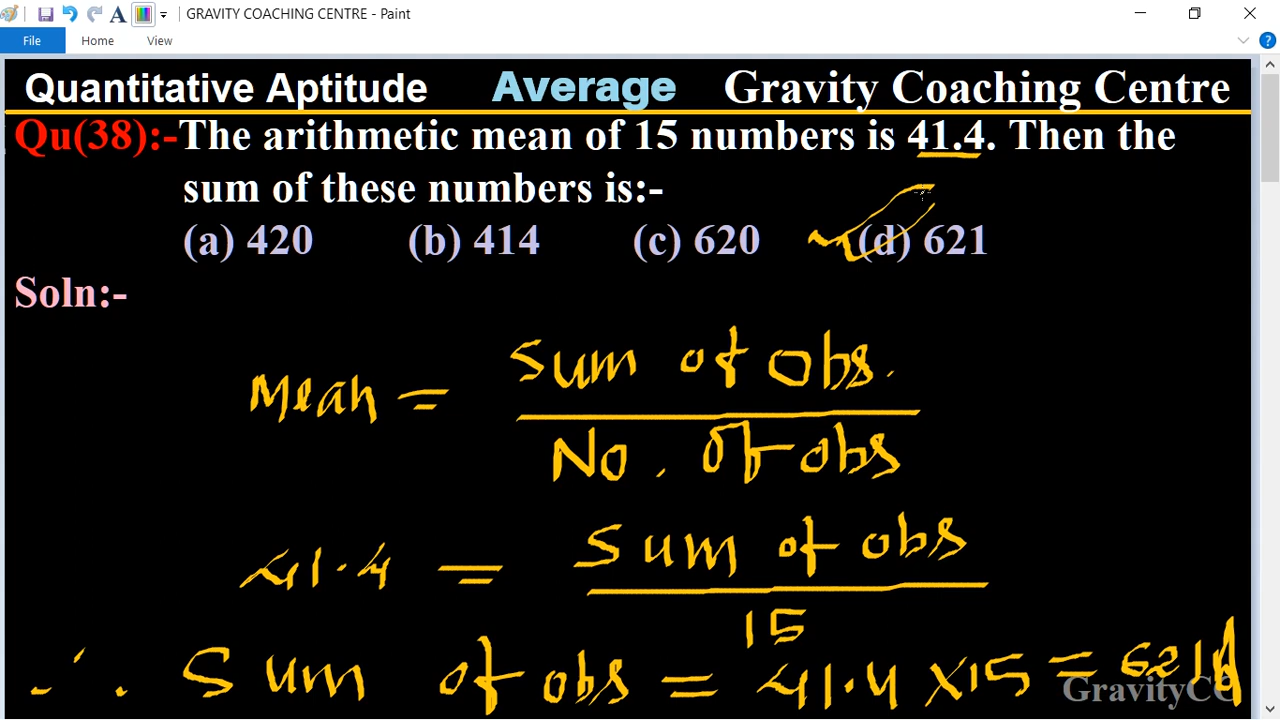 GRAVITY COACHING CENTRE - Paint
File Home View
Quantitative Aptitude Average Gravity Coaching Centre
Qu(38):-The arithmetic mean of 15 numbers is 41.4. Then the
sum of these numbers is:-
(a) 420 (b) 414 (c) 620 (d) 621
Soln:-
Mean = Sum of Obs.
No. of obs
41.4 = Sum of obs
15
∴ Sum of obs = 41.4 × 15 = 621
GravityCC